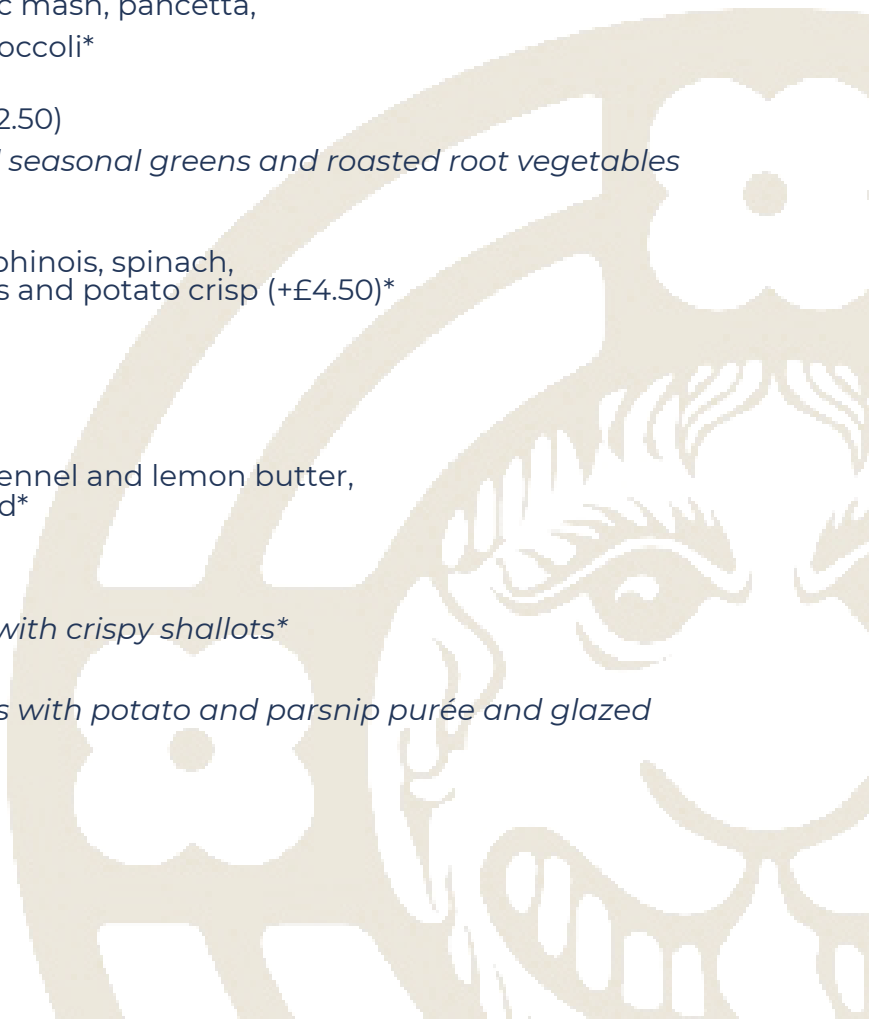 c mash, pancetta,
occoli*
2.50)
seasonal greens and roasted root vegetables
phinois, spinach,
s and potato crisp (+£4.50)*
ennel and lemon butter,
d*
with crispy shallots*
s with potato and parsnip purée and glazed